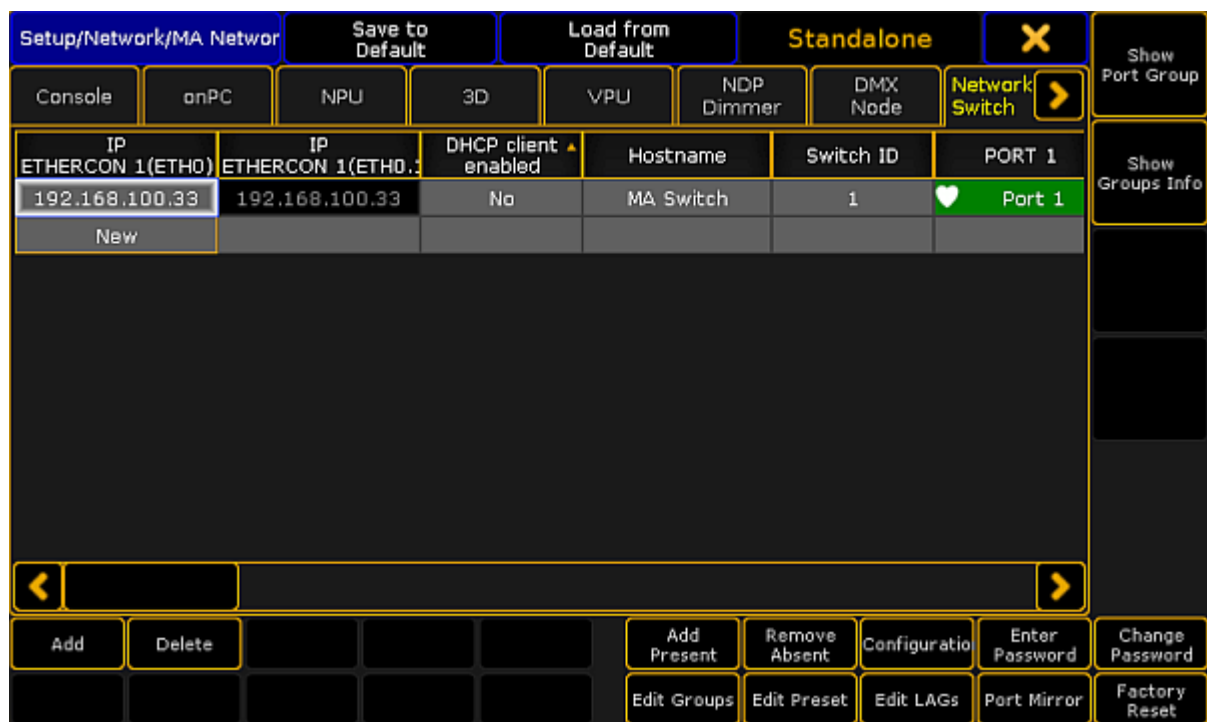 Setup/Network/MA Networ
Save to
Default
Load from
Default
Standalone
Show
Port Group
Console
onPC
NPU
3D
VPU
NDP
Dimmer
DMX
Node
Network
Switch
IP
ETHERCON 1(ETH0)
IP
ETHERCON 1(ETH0.:
DHCP client
enabled
Hostname
Switch ID
PORT 1
Show
Groups Info
192.168.100.33
192.168.100.33
No
MA Switch
1
Port 1
New
Add
Delete
Add
Present
Remove
Absent
Configuratio
Enter
Password
Change
Password
Edit Groups
Edit Preset
Edit LAGs
Port Mirror
Factory
Reset